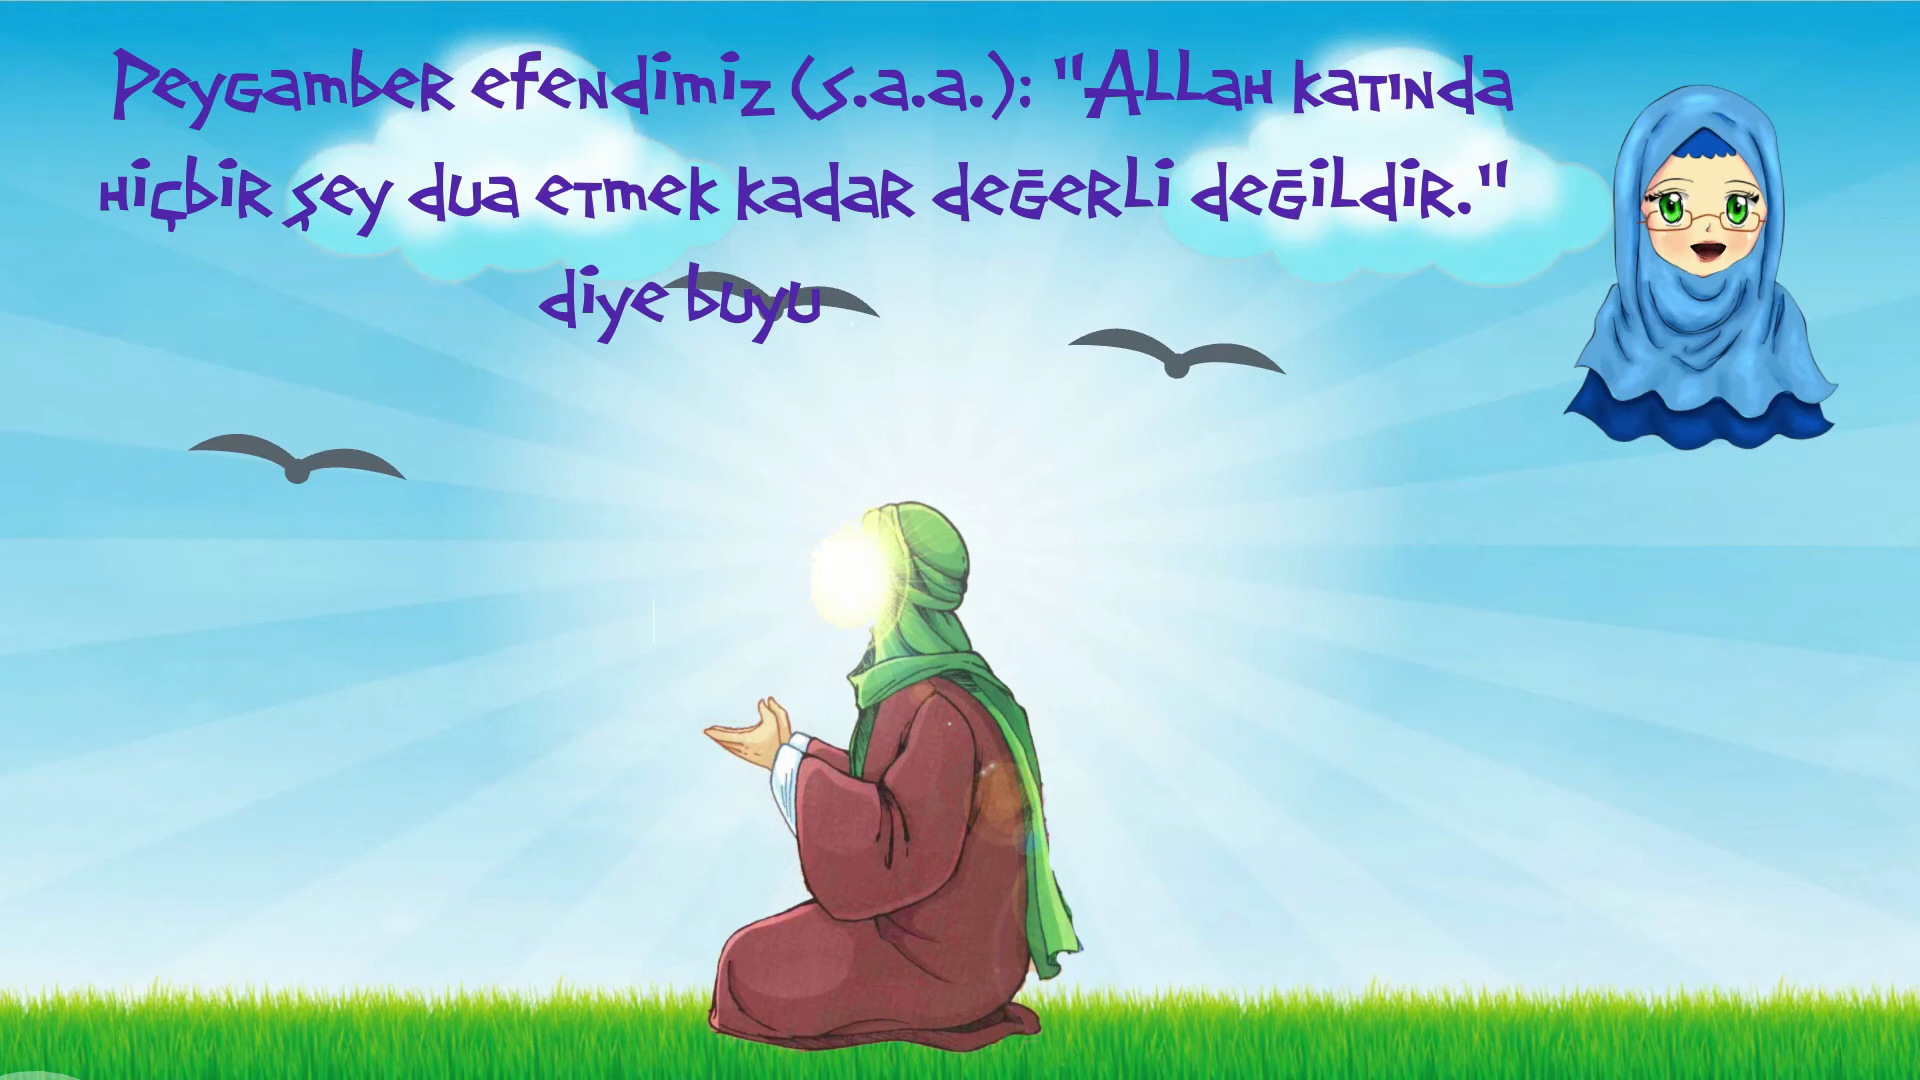 Peygamber efendimiz (s.a.a.): "Allah katında
hiçbir şey dua etmek kadar değerli değildir."
diye buyu